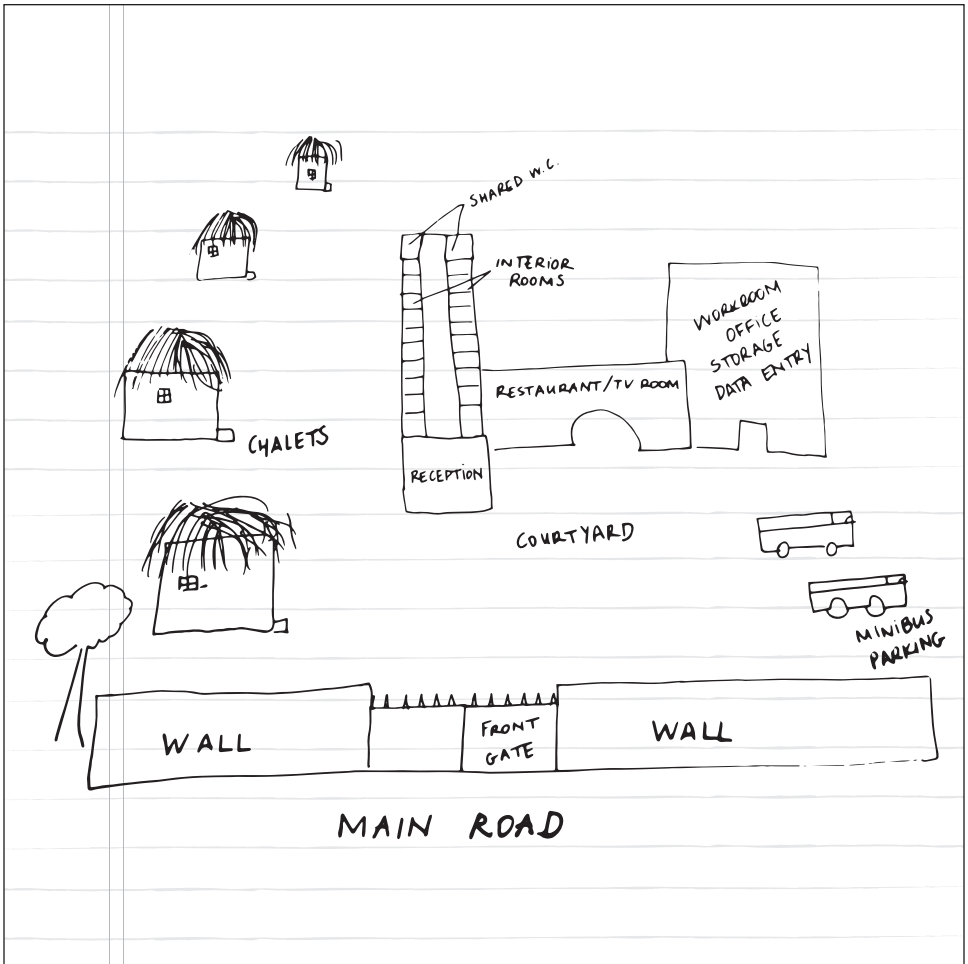 SHARED W.C.
INTERIOR
ROOMS
WORKROOM
OFFICE
STORAGE
DATA ENTRY
RESTAURANT/TV ROOM
CHALETS
RECEPTION
COURTYARD
MINIBUS
PARKING
WALL
FRONT
GATE
WALL
MAIN ROAD